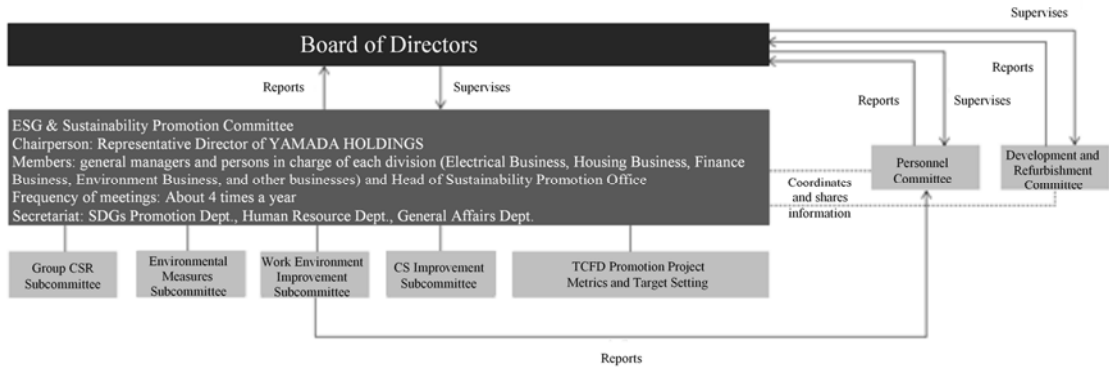 Supervises
Board of Directors
Reports
Supervises
Reports
Reports
Supervises
ESG & Sustainability Promotion Committee
Chairperson: Representative Director of YAMADA HOLDINGS
Members: general managers and persons in charge of each division (Electrical Business, Housing Business, Finance
Business, Environment Business, and other businesses) and Head of Sustainability Promotion Office
Frequency of meetings: About 4 times a year
Secretariat: SDGs Promotion Dept., Human Resource Dept., General Affairs Dept.
Coordinates
and shares
information
Personnel
Committee
Development and
Refurbishment
Committee
Group CSR
Subcommittee
Environmental
Measures
Subcommittee
Work Environment
Improvement
Subcommittee
CS Improvement
Subcommittee
TCFD Promotion Project
Metrics and Target Setting
Reports